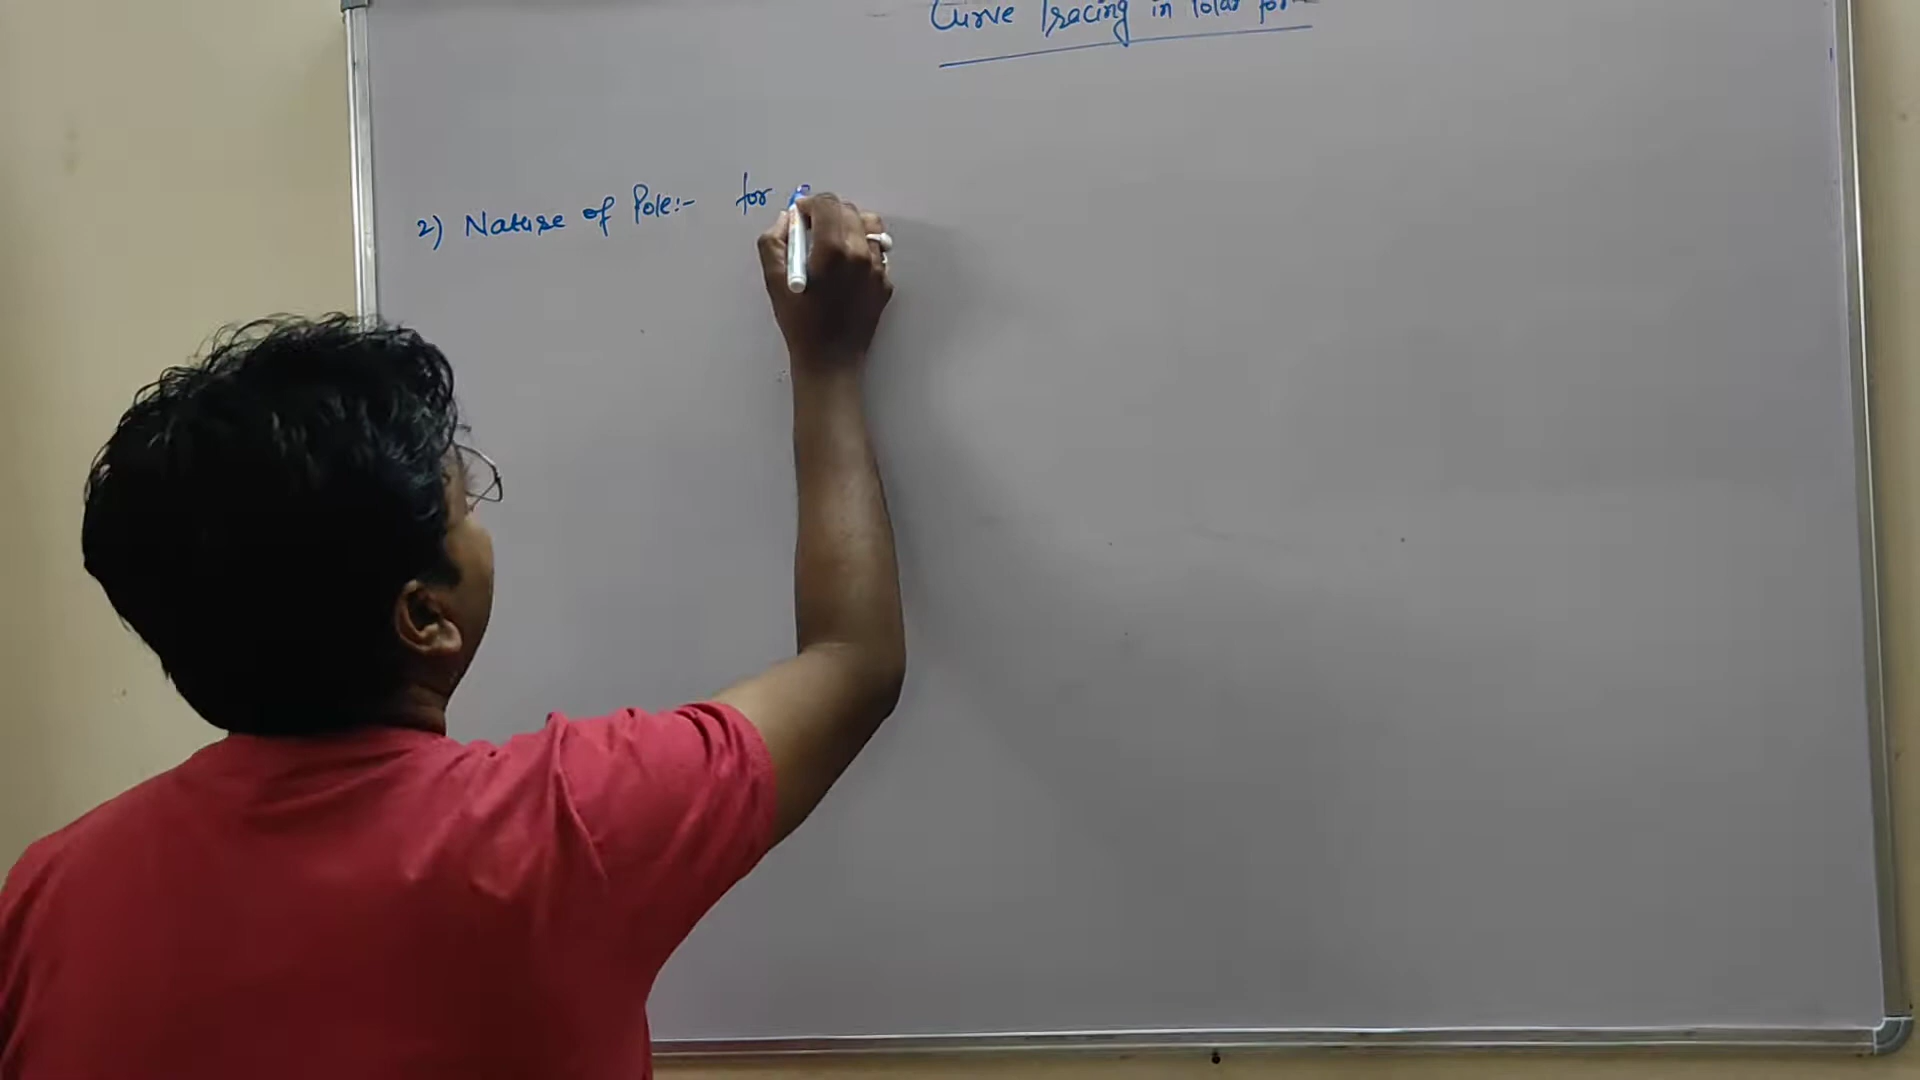 Curve Tracing in Polar
2) Nature of Pole:- for